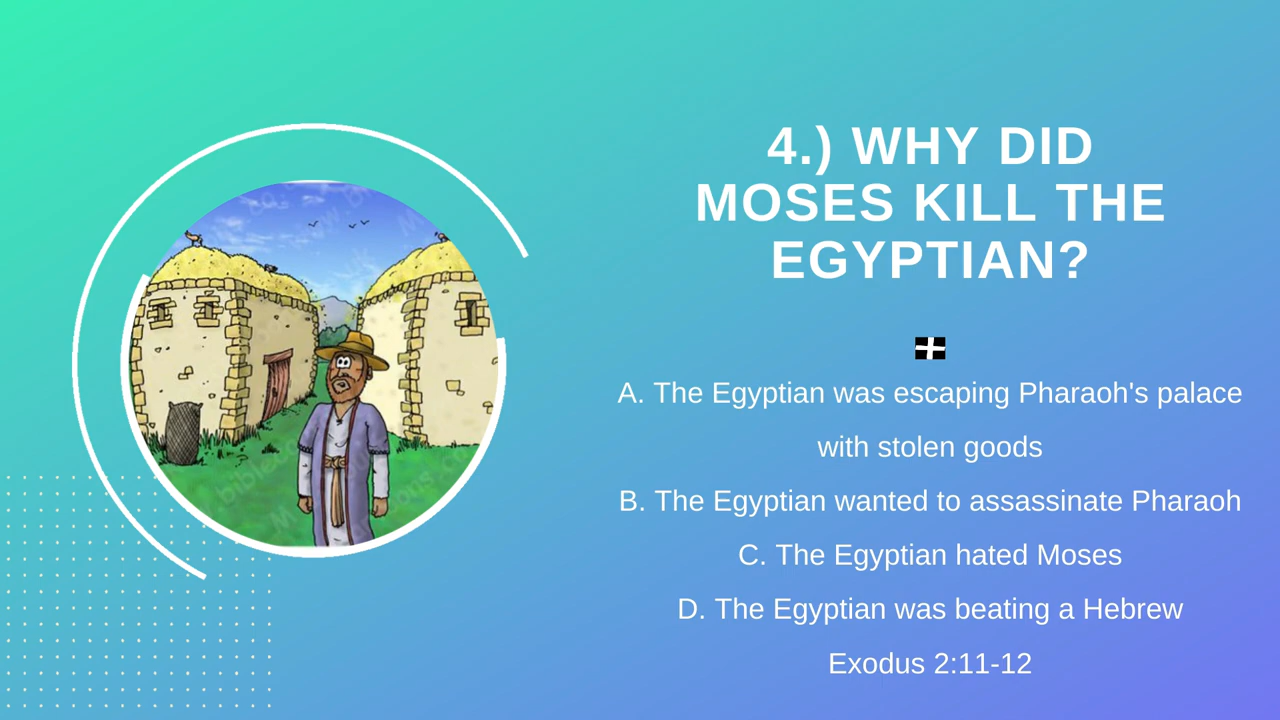 4.) WHY DID
MOSES KILL THE
EGYPTIAN?
A. The Egyptian was escaping Pharaoh's palace
with stolen goods
B. The Egyptian wanted to assassinate Pharaoh
C. The Egyptian hated Moses
D. The Egyptian was beating a Hebrew
Exodus 2:11-12